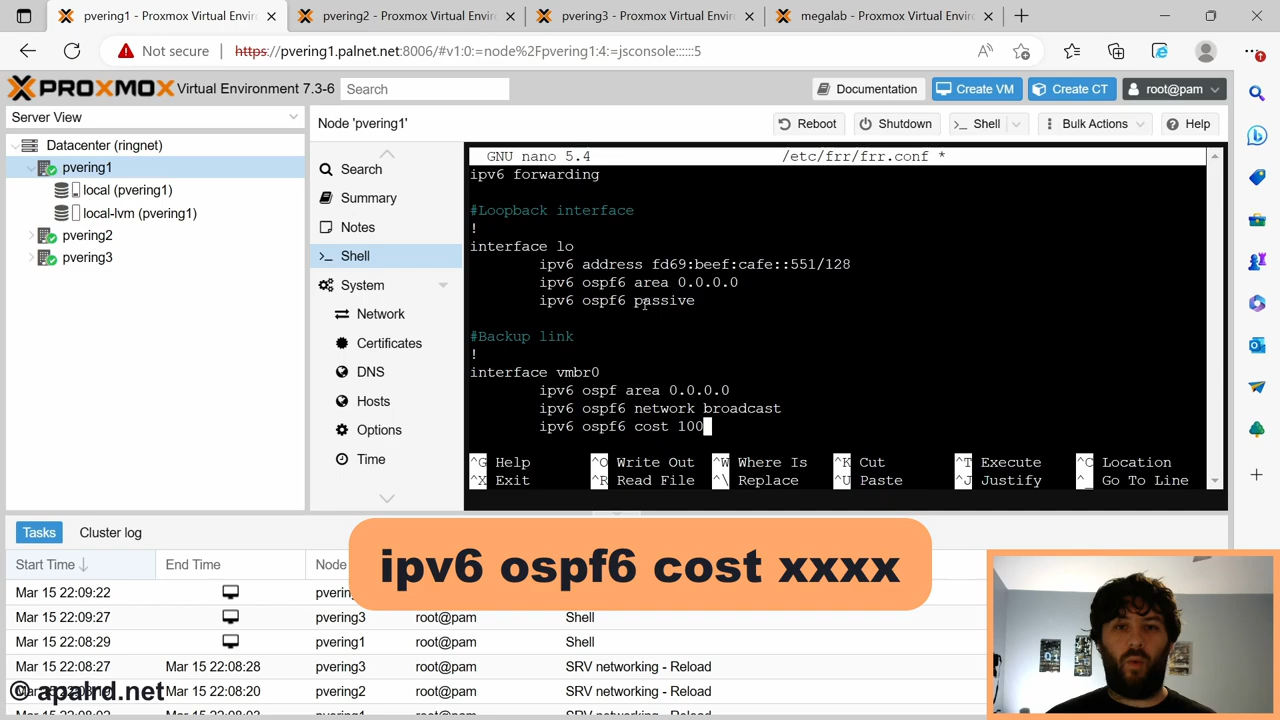 pvering1 - Proxmox Virtual Enviro
pvering2 - Proxmox Virtual Enviro
pvering3 - Proxmox Virtual Enviro
megalab - Proxmox Virtual Enviro
Not secure
https://pvering1.palnet.net:8006/#v1:0:=node%2Fpvering1:4:=jsconsole::::::5
PROXMOX Virtual Environment 7.3-6
Search
Documentation
Create VM
Create CT
root@pam
Server View
Node 'pvering1'
Reboot
Shutdown
Shell
Bulk Actions
Help
Datacenter (ringnet)
pvering1
local (pvering1)
local-lvm (pvering1)
pvering2
pvering3
Search
Summary
Notes
Shell
System
Network
Certificates
DNS
Hosts
Options
Time
GNU nano 5.4 /etc/frr/frr.conf *
ipv6 forwarding
#Loopback interface
!
interface lo
ipv6 address fd69:beef:cafe::551/128
ipv6 ospf6 area 0.0.0.0
ipv6 ospf6 passive
#Backup link
!
interface vmbr0
ipv6 ospf area 0.0.0.0
ipv6 ospf6 network broadcast
ipv6 ospf6 cost 100
^G Help ^O Write Out ^W Where Is ^K Cut ^T Execute ^C Location
^X Exit ^R Read File ^\ Replace ^U Paste ^J Justify ^_ Go To Line
Tasks
Cluster log
Start Time
End Time
Node
Mar 15 22:09:22
Mar 15 22:09:27 pvering3 root@pam Shell
Mar 15 22:08:29 pvering1 root@pam Shell
Mar 15 22:08:27 Mar 15 22:08:28 pvering3 root@pam SRV networking - Reload
Mar 15 22:08:20 pvering2 root@pam SRV networking - Reload
ipv6 ospf6 cost xxxx
© apalrd.net